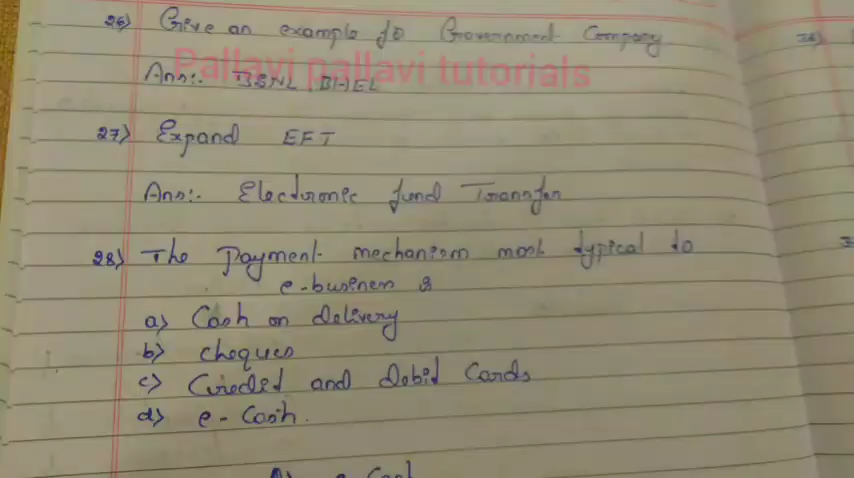 26) Give an example to Government Company
Pallavi pallavi tutorials
Ans:- BSNL, BHEL
27) Expand EFT
Ans:- Electronic fund Transfer
28) The payment mechanism most typical to
e-business is
a) Cash on delivery
b) cheques
c) Credit and Debit Cards
d) e-Cash.